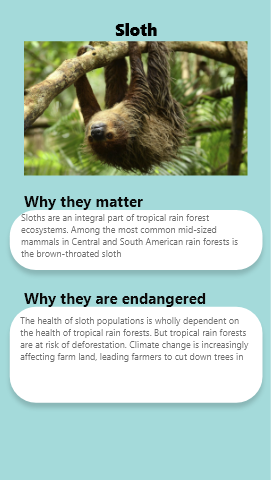 Sloth
Why they matter
Sloths are an integral part of tropical rain forest
ecosystems. Among the most common mid-sized
mammals in Central and South American rain forests is
the brown-throated sloth
Why they are endangered
The health of sloth populations is wholly dependent on
the health of tropical rain forests. But tropical rain forests
are at risk of deforestation. Climate change is increasingly
affecting farm land, leading farmers to cut down trees in